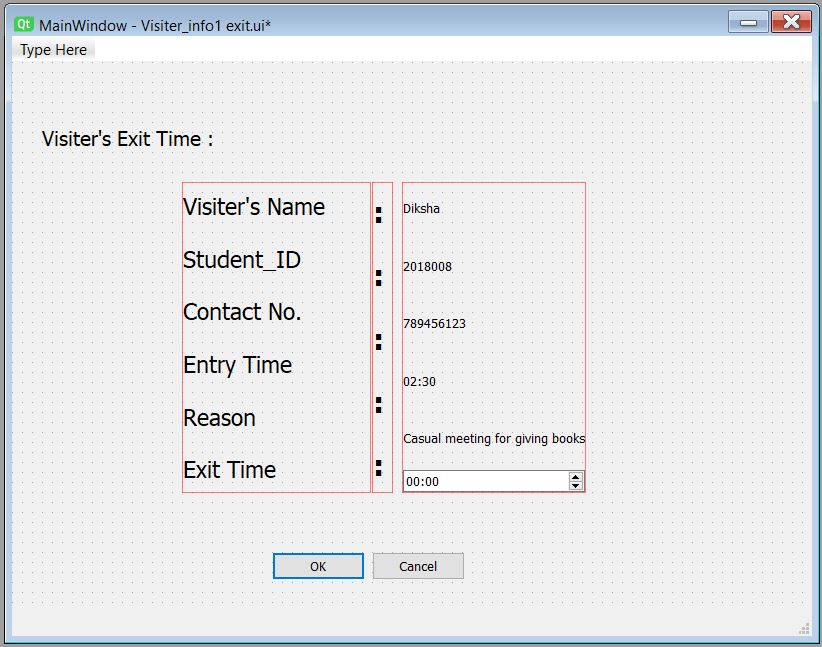 Qt MainWindow - Visiter_info1 exit.ui*
Type Here
Visiter's Exit Time :
Visiter's Name : Diksha
Student_ID : 2018008
Contact No. : 789456123
Entry Time : 02:30
Reason Casual meeting for giving books
Exit Time : 00:00
OK Cancel